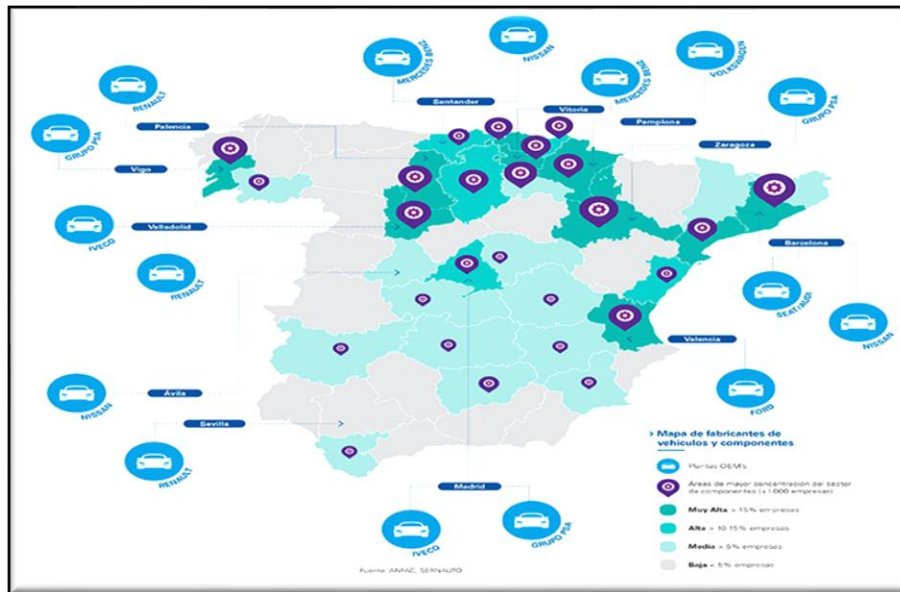 NISSAN
MERCEDES BENZ
VOLKSWAGEN
MERCEDES BENZ
RENAULT
GRUPO PSA
Santander
Vitoria
GRUPO PSA
Palencia
Pamplona
Zaragoza
Vigo
IVECO
Valladolid
Barcelona
RENAULT
SEAT/AUDI
NISSAN
Valencia
NISSAN
Ávila
FORD
Sevilla
RENAULT
Madrid
IVECO
GRUPO PSA
Mapa de fabricantes de
vehículos y componentes
Plantas OEM's
Áreas de mayor concentración del sector
de componentes (±1000 empresas)
Muy Alta > 15% empresas
Alta > 10-15% empresas
Media > 5% empresas
Baja < 5% empresas
Fuente: ANFAC, SERNAUTO